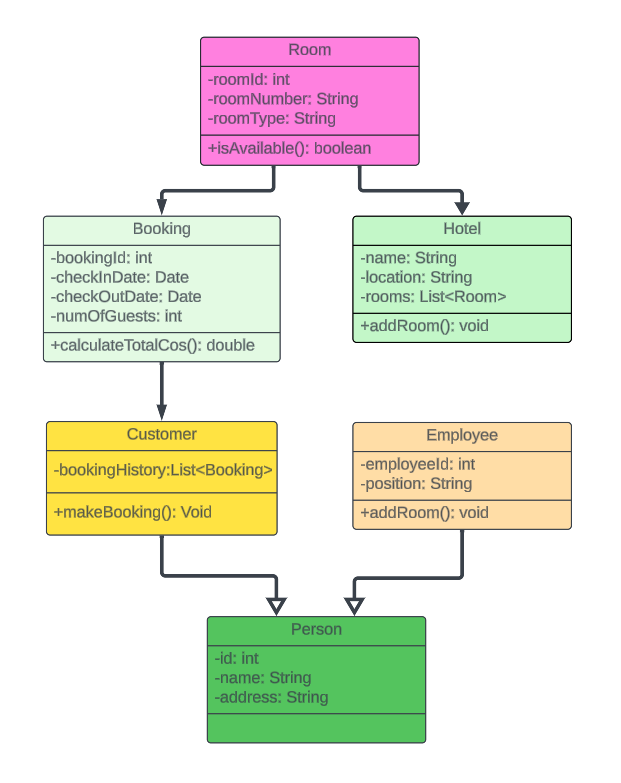 Room
-roomId: int
-roomNumber: String
-roomType: String
+isAvailable(): boolean
Booking
-bookingId: int
-checkInDate: Date
-checkOutDate: Date
-numOfGuests: int
+calculateTotalCos(): double
Hotel
-name: String
-location: String
-rooms: List<Room>
+addRoom(): void
Customer
-bookingHistory:List<Booking>
+makeBooking(): Void
Employee
-employeeId: int
-position: String
+addRoom(): void
Person
-id: int
-name: String
-address: String